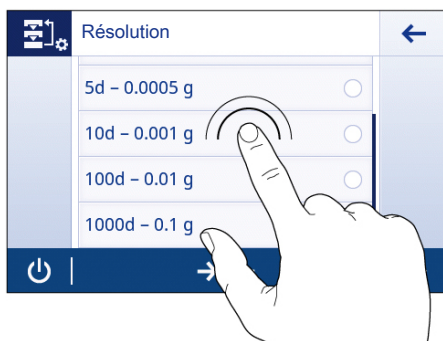 Résolution
5d – 0.0005 g
10d – 0.001 g
100d – 0.01 g
1000d – 0.1 g